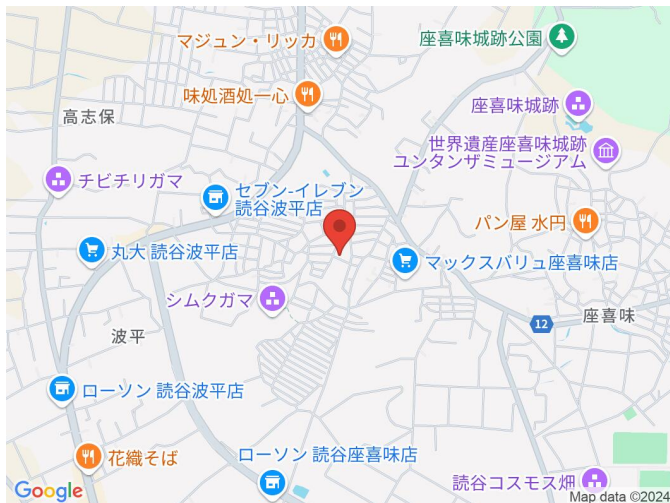 マジュン・リッカ
座喜味城跡公園
味処酒処一心
座喜味城跡
高志保
世界遺産座喜味城跡
ユンタンザミュージアム
チビチリガマ
セブン-イレブン
読谷波平店
パン屋 水円
丸大 読谷波平店
マックスバリュ座喜味店
シムクガマ
座喜味
12
波平
ローソン 読谷波平店
花織そば
ローソン 読谷座喜味店
読谷コスモス畑
Google
Map data ©2024